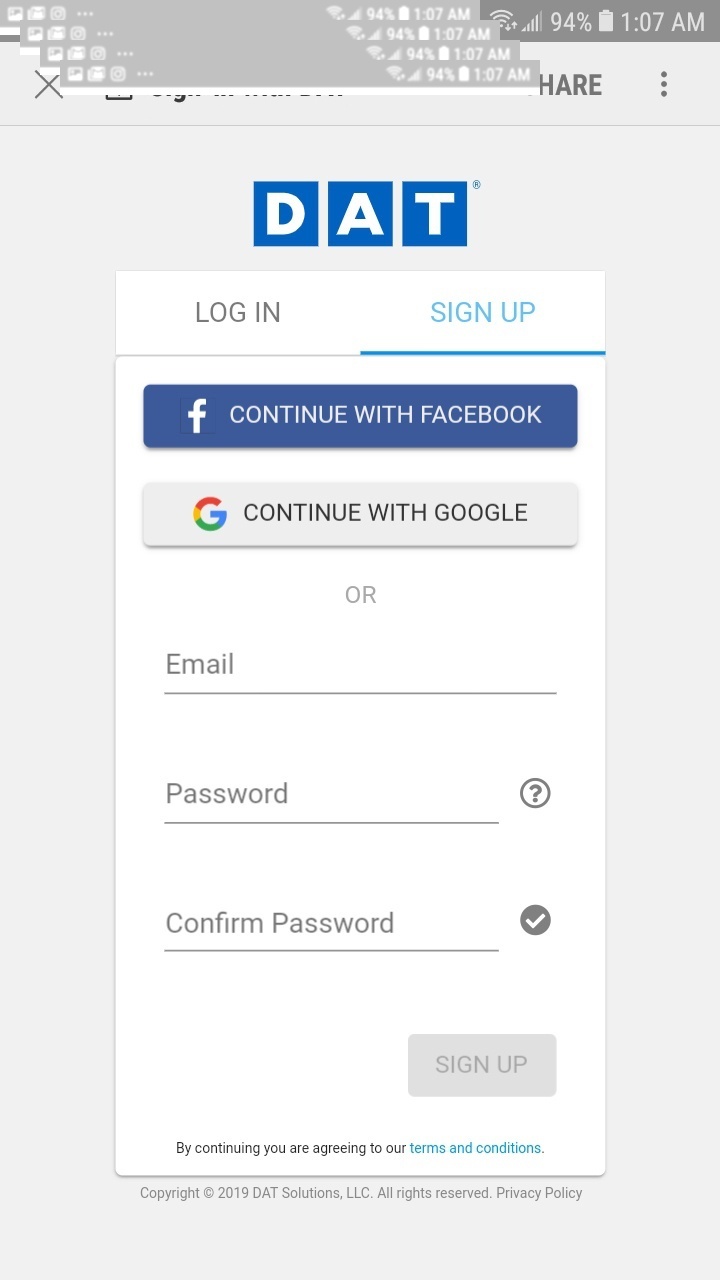 94% 1:07 AM
94% 1:07 AM
94% 1:07 AM
94% 1:07 AM
94% 1:07 AM
HARE
DAT®
LOG IN
SIGN UP
CONTINUE WITH FACEBOOK
CONTINUE WITH GOOGLE
OR
Email
Password
Confirm Password
SIGN UP
By continuing you are agreeing to our terms and conditions.
Copyright © 2019 DAT Solutions, LLC. All rights reserved. Privacy Policy